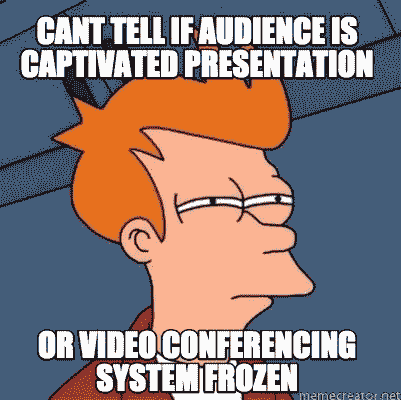 CANT TELL IF AUDIENCE IS
CAPTIVATED PRESENTATION
OR VIDEO CONFERENCING
SYSTEM FROZEN
memecreator.net